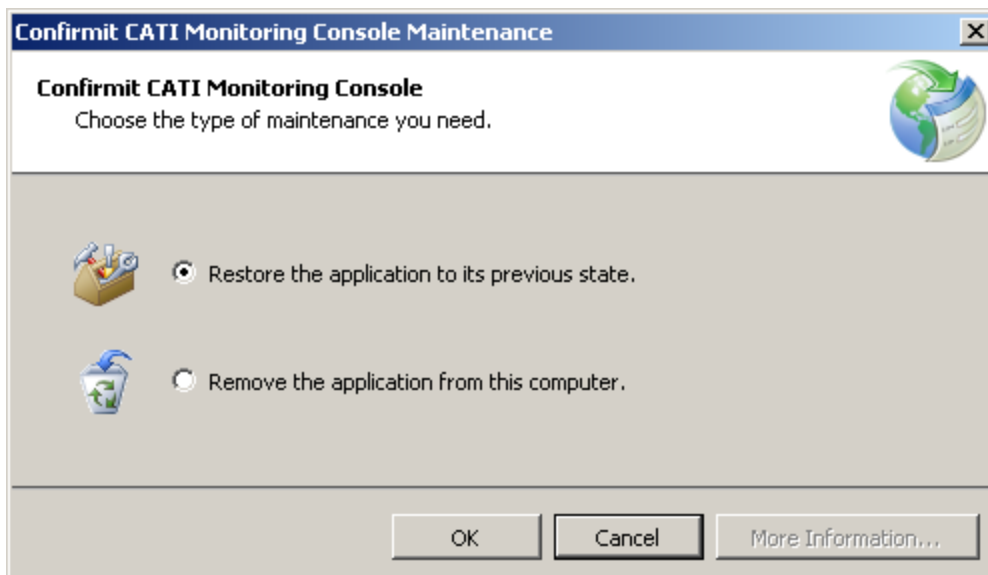 Confirmit CATI Monitoring Console Maintenance
Confirmit CATI Monitoring Console
Choose the type of maintenance you need.
Restore the application to its previous state.
Remove the application from this computer.
OK Cancel More Information...